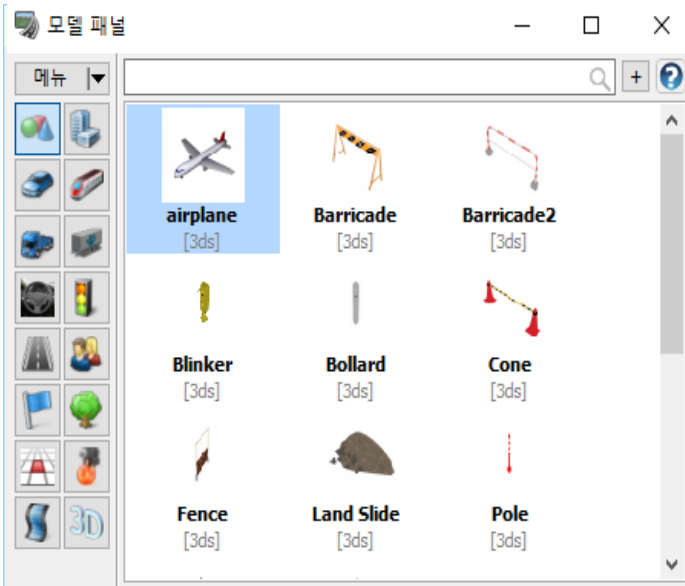 모델 패널
메뉴
+
?
airplane Barricade Barricade2
[3ds] [3ds] [3ds]
Blinker Bollard Cone
[3ds] [3ds] [3ds]
Fence Land Slide Pole
[3ds] [3ds] [3ds]
3D